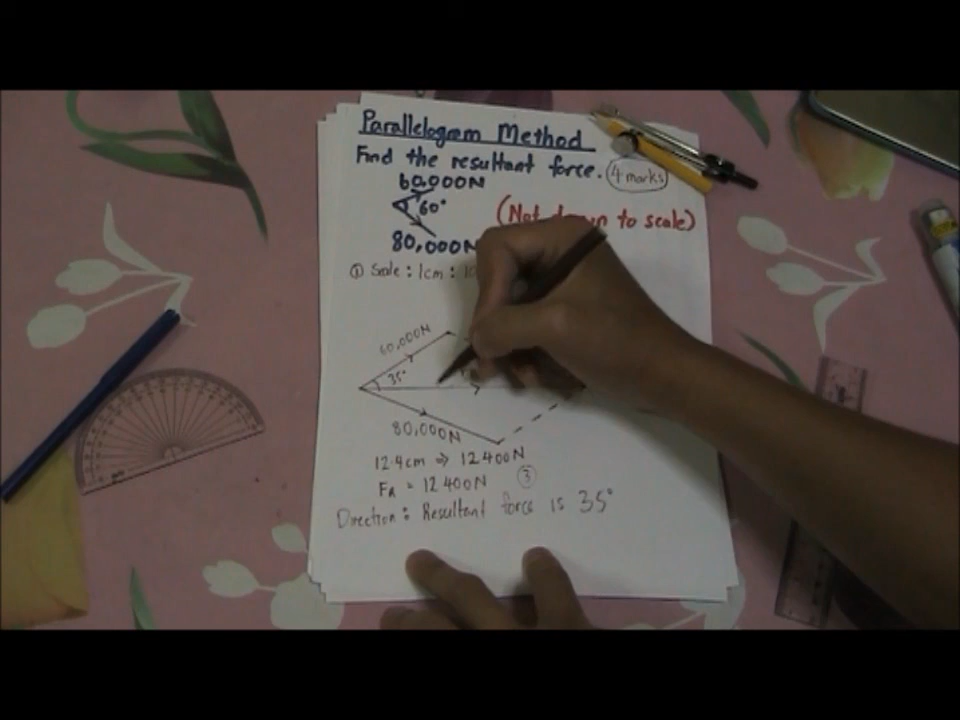 Parallelogram Method
Find the resultant force. 4 marks
60,000N
60°
(Not to scale)
80,000N
① Scale : 1cm :
60,000N
35°
80,000N
12.4cm ⇒ 12400N
FR = 12400N ③
Direction : Resultant force is 35°